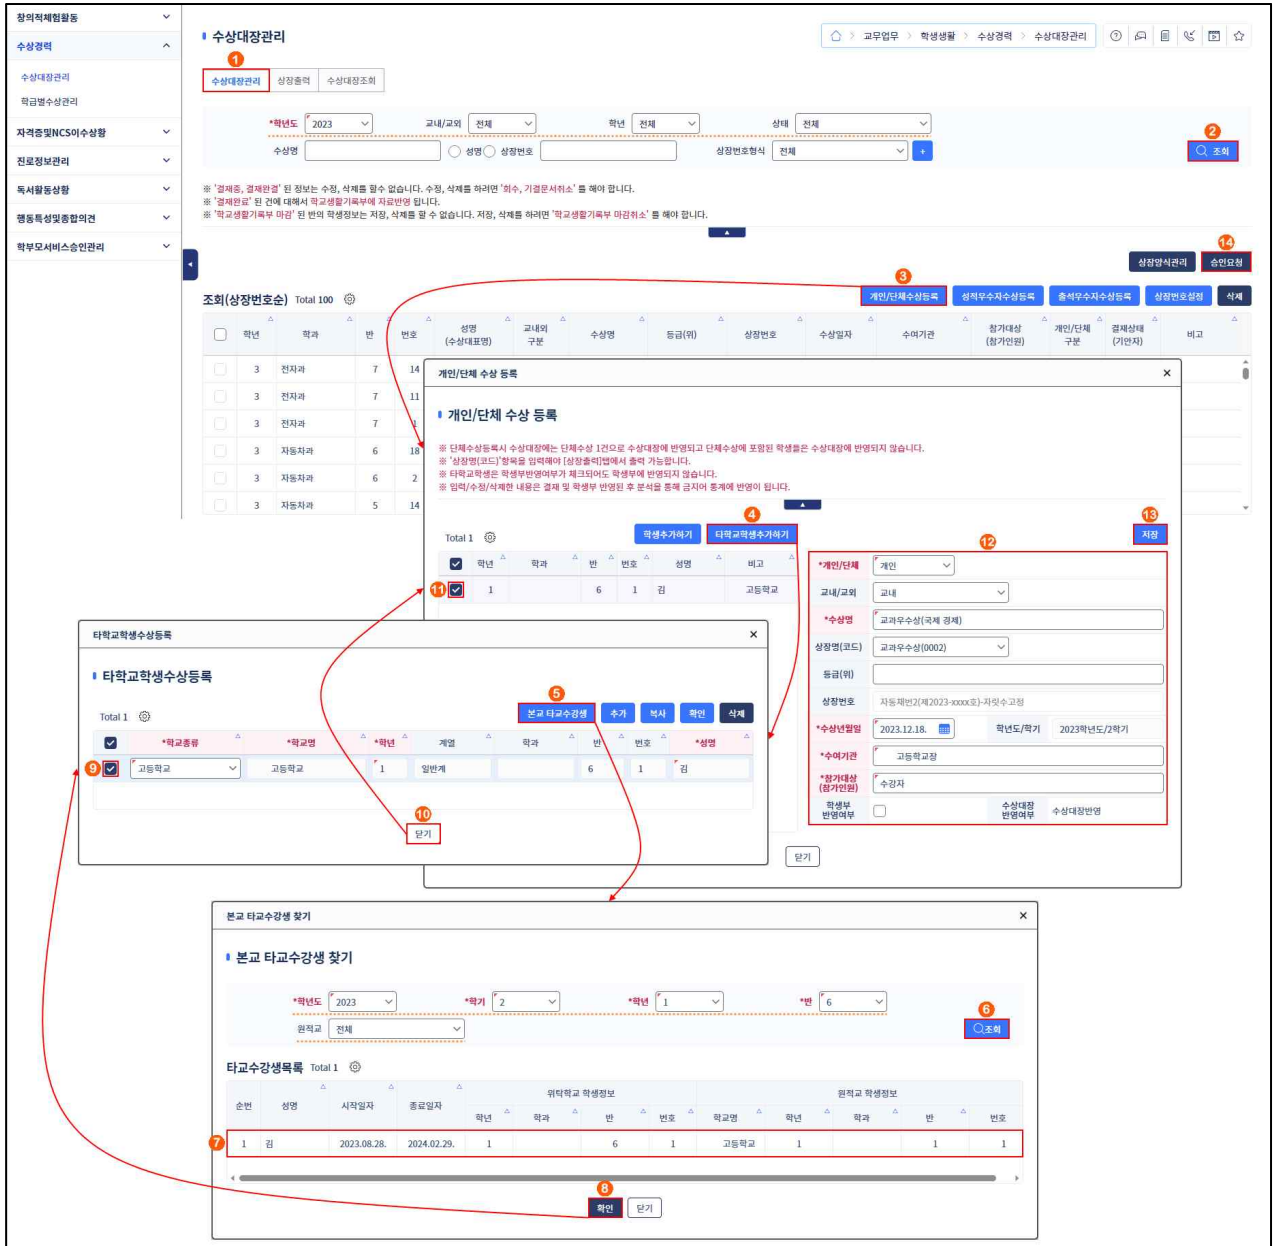 창의적체험활동
수상경력
수상대장관리
학급별수상관리
자격증및NCS이수상황
진로정보관리
독서활동상황
행동특성및종합의견
학부모서비스승인관리
수상대장관리
교무업무 > 학생생활 > 수상경력 > 수상대장관리
1
수상대장관리 상장출력 수상대장조회
*학년도 2023 교내/교외 전체 학년 전체 상태 전체
2
수상명 성명 상장번호 상장번호형식 전체 + 조회
※ '결재중, 결재완결' 된 정보는 수정, 삭제를 할수 없습니다. 수정, 삭제를 하려면 '회수, 기결문서취소' 를 해야 합니다.
※ '결재완료' 된 건에 대해서 학교생활기록부에 자료반영 됩니다.
※ '학교생활기록부 마감' 된 반의 학생정보는 저장, 삭제를 할 수 없습니다. 저장, 삭제를 하려면 '학교생활기록부 마감취소' 를 해야 합니다.
14
상장양식관리 승인요청
3
조회(상장번호순) Total 100 개인/단체수상등록 성적우수자수상등록 출석우수자수상등록 상장번호설정 삭제
학년 학과 반 번호 성명(수상대표명) 교내외구분 수상명 등급(위) 상장번호 수상일자 수여기관 참가대상(참가인원) 개인/단체구분 결재상태(기안자) 비고
3 전자과 7 14
3 전자과 7 11
3 전자과 7 1
3 자동차과 6 18
3 자동차과 6 2
3 자동차과 5 14
개인/단체 수상 등록 ×
개인/단체 수상 등록
※ 단체수상등록시 수상대장에는 단체수상 1건으로 수상대장에 반영되고 단체수상에 포함된 학생들은 수상대장에 반영되지 않습니다.
※ '상장명(코드)'항목을 입력해야 [상장출력]탭에서 출력 가능합니다.
※ 타학교학생은 학생부반영여부가 체크되어도 학생부에 반영되지 않습니다.
※ 입력/수정/삭제한 내용은 결재 및 학생부 반영된 후 분석을 통해 금지어 통계에 반영이 됩니다.
4 13
Total 1 학생추가하기 타학교학생추가하기 저장
12
학년 학과 반 번호 성명 비고
11 1 6 1 김 고등학교
*개인/단체 개인
교내/교외 교내
*수상명 교과우수상(국제 경제)
상장명(코드) 교과우수상(0002)
등급(위)
상장번호 자동채번2(제2023-xxxx호)-자릿수고정
*수상년월일 2023.12.18. 학년도/학기 2023학년도/2학기
*수여기관 고등학교장
*참가대상(참가인원) 수강자
학생부반영여부 수상대장반영여부 수상대장반영
닫기
타학교학생수상등록 ×
타학교학생수상등록
5
Total 1 본교 타교수강생 추가 복사 확인 삭제
*학교종류 *학교명 *학년 계열 학과 반 번호 *성명
9 고등학교 고등학교 1 일반계 6 1 김
10
닫기
본교 타교수강생 찾기 ×
본교 타교수강생 찾기
*학년도 2023 *학기 2 *학년 1 *반 6
6
원적교 전체 조회
타교수강생목록 Total 1
순번 성명 시작일자 종료일자 위탁학교 학생정보 원적교 학생정보
학년 학과 반 번호 학교명 학년 학과 반 번호
7 1 김 2023.08.28. 2024.02.29. 1 6 1 고등학교 1 1 1
8
확인 닫기